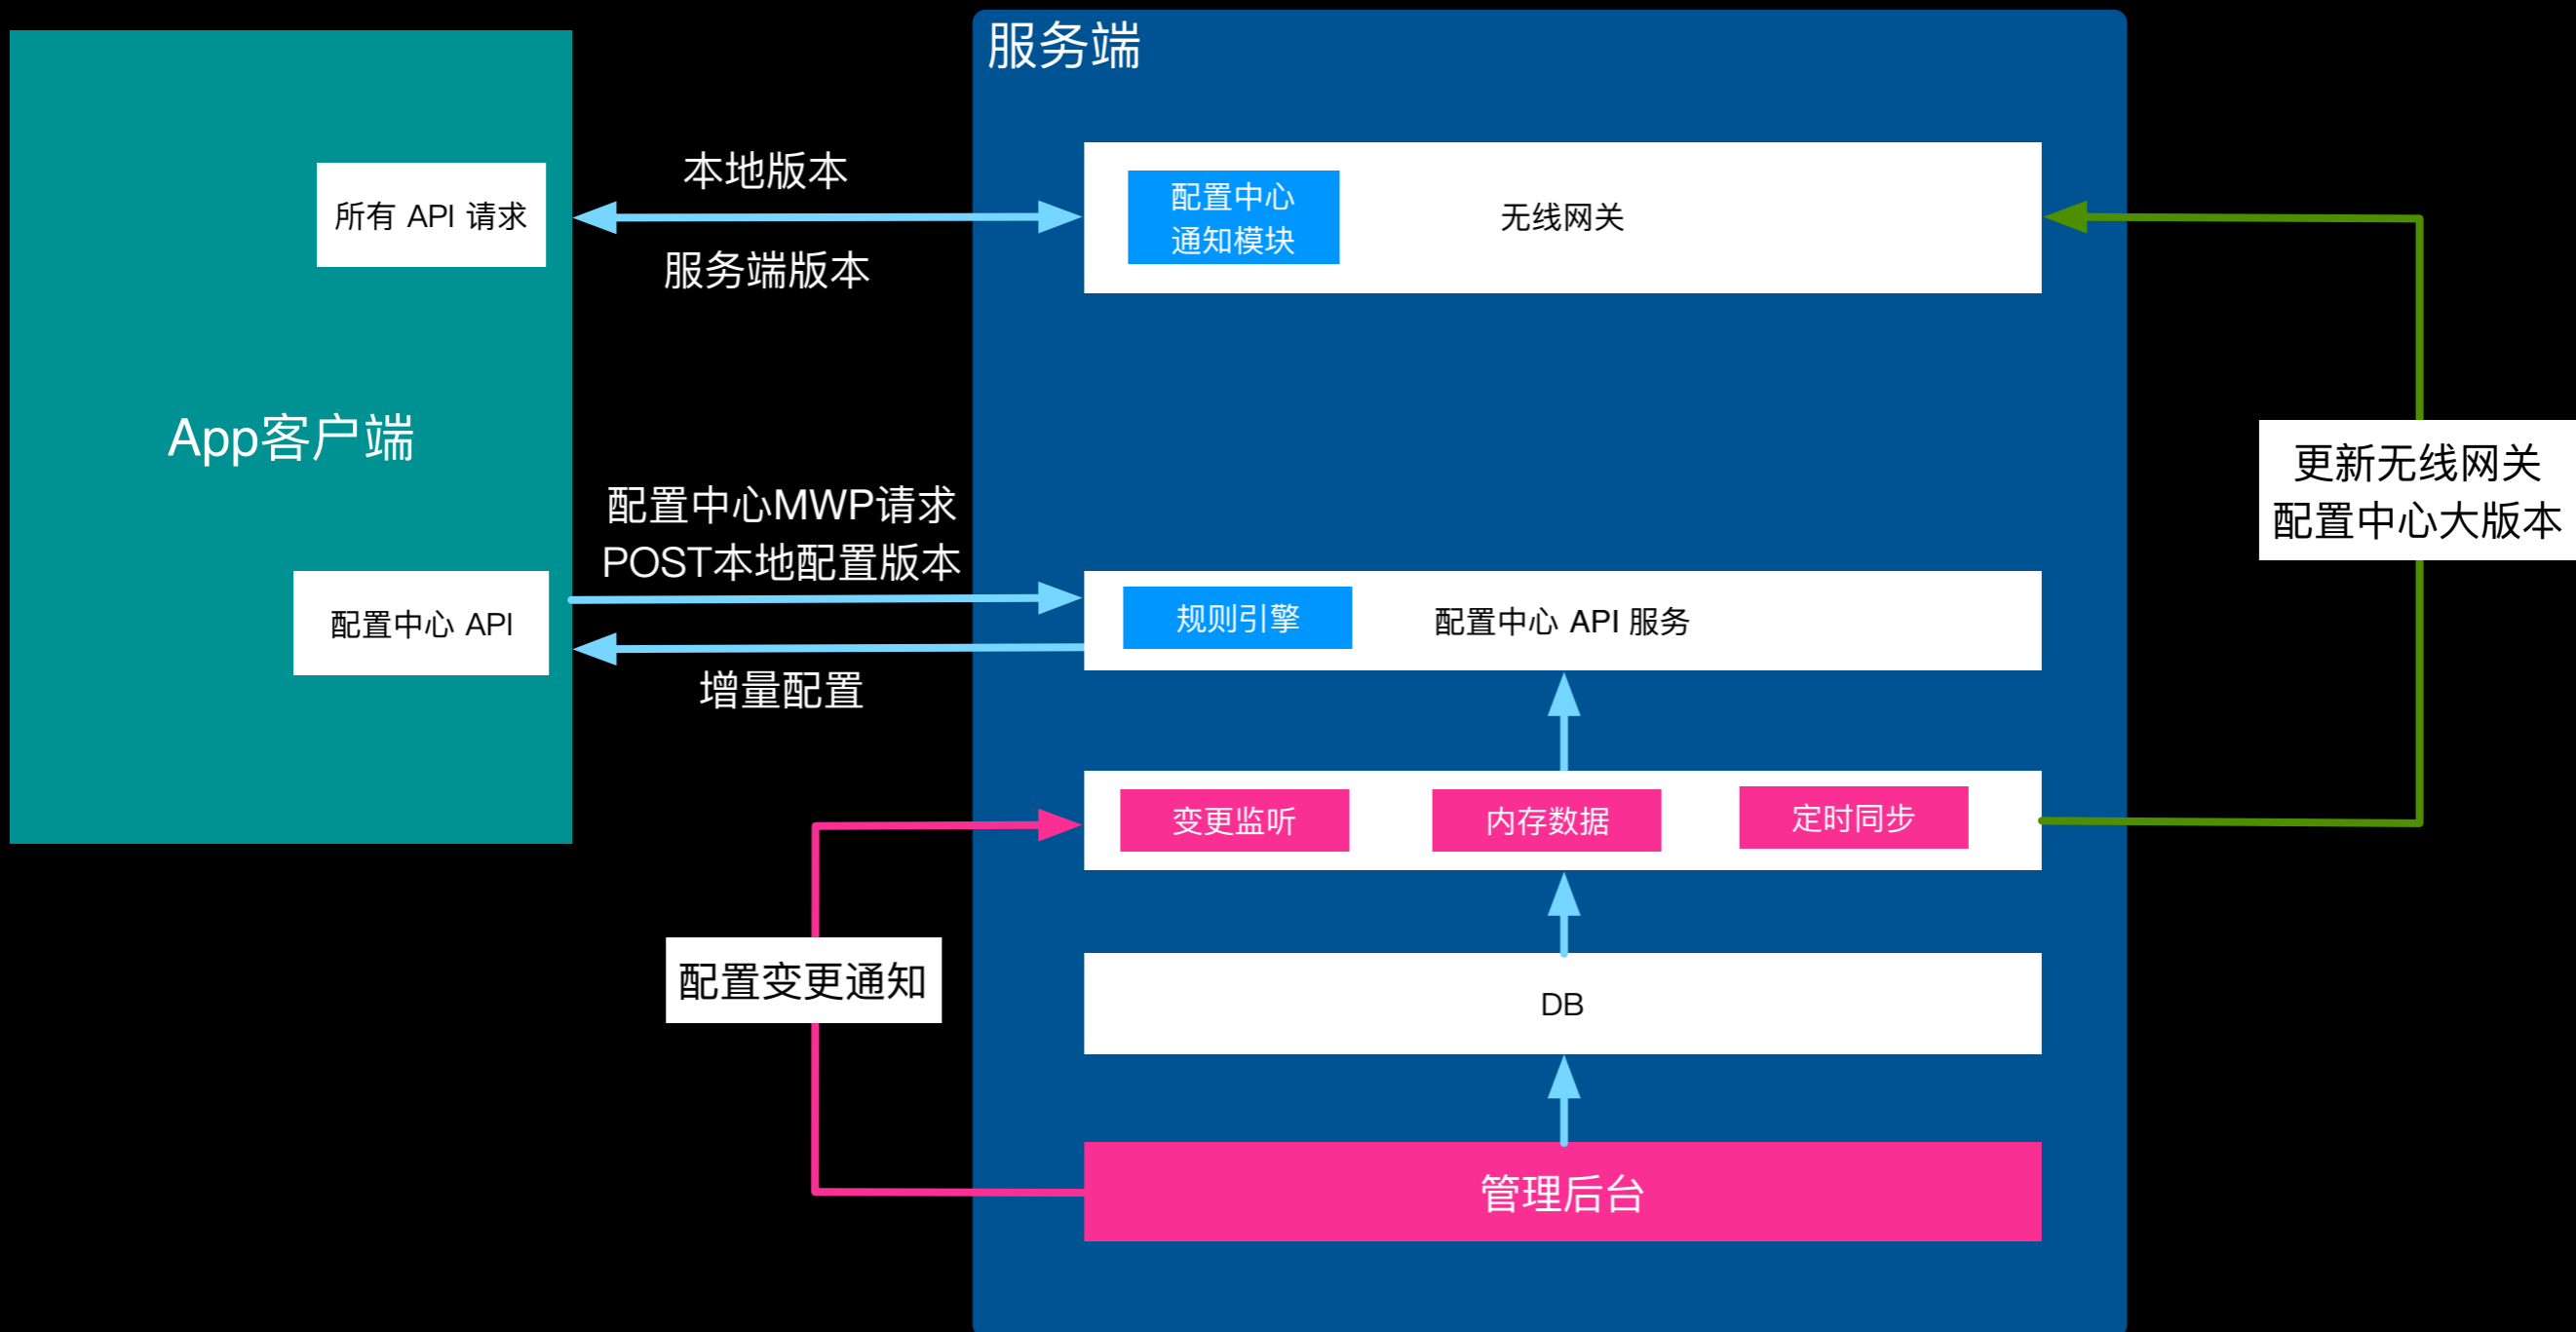 服务端
本地版本
所有 API 请求
配置中心
通知模块
无线网关
服务端版本
App客户端
更新无线网关
配置中心大版本
配置中心MWP请求
POST本地配置版本
配置中心 API
规则引擎
配置中心 API 服务
增量配置
变更监听
内存数据
定时同步
配置变更通知
DB
管理后台